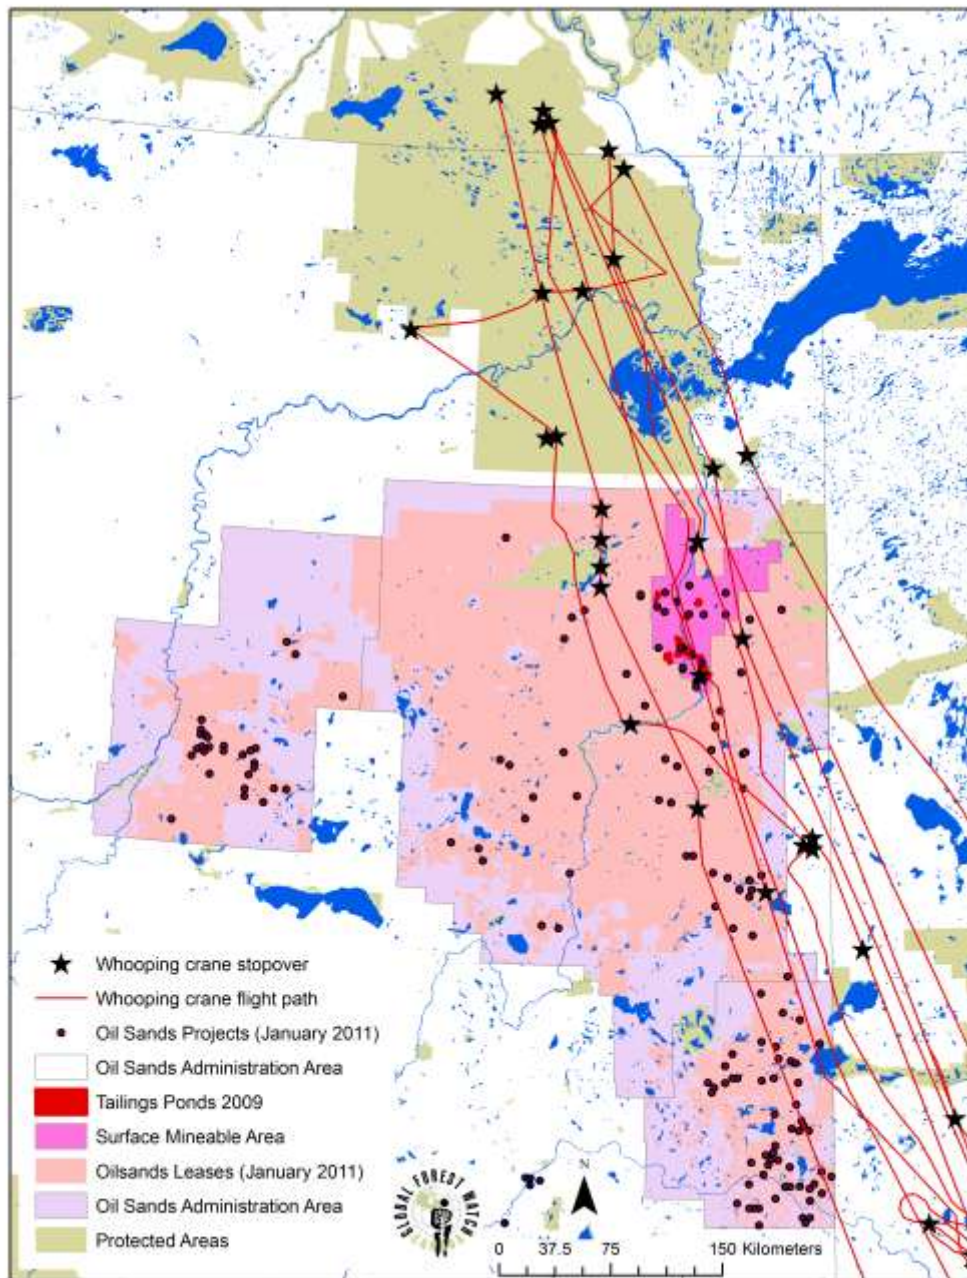 Whooping crane stopover
Whooping crane flight path
Oil Sands Projects (January 2011)
Oil Sands Administration Area
Tailings Ponds 2009
Surface Mineable Area
Oilsands Leases (January 2011)
Oil Sands Administration Area
Protected Areas
GLOBAL FOREST WATCH
N
0 37.5 75 150 Kilometers